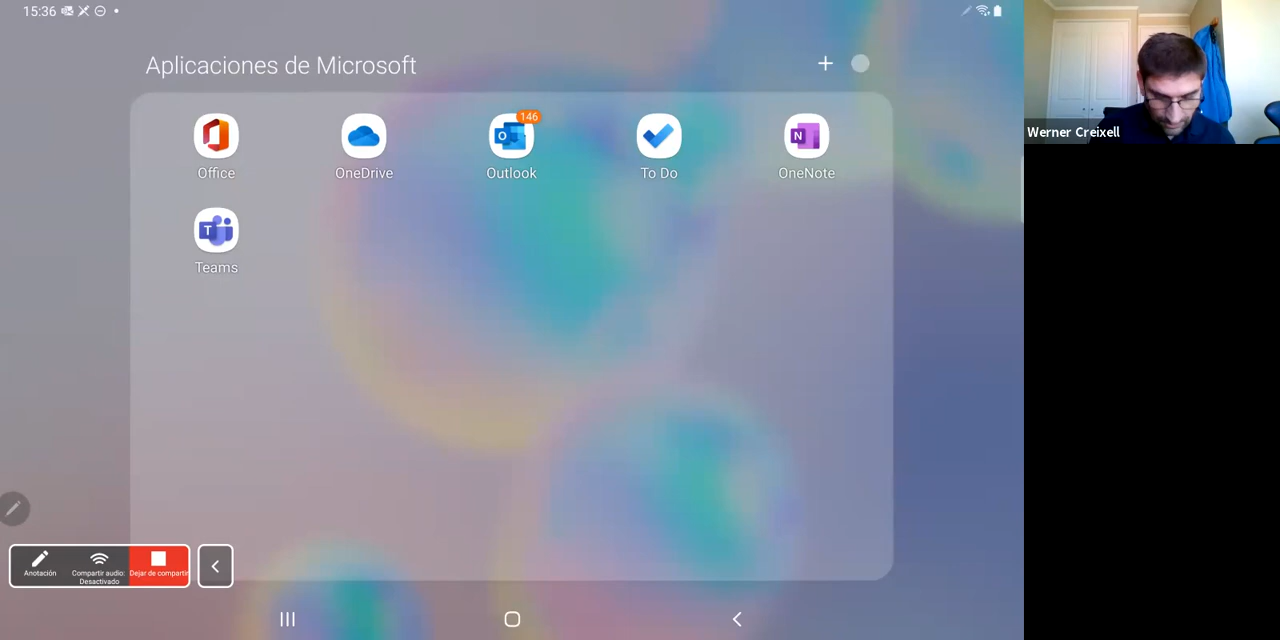 15:36
Aplicaciones de Microsoft
146
Office
OneDrive
Outlook
To Do
OneNote
Teams
Werner Creixell
Anotación
Compartir audio: Desactivado
Dejar de compartir